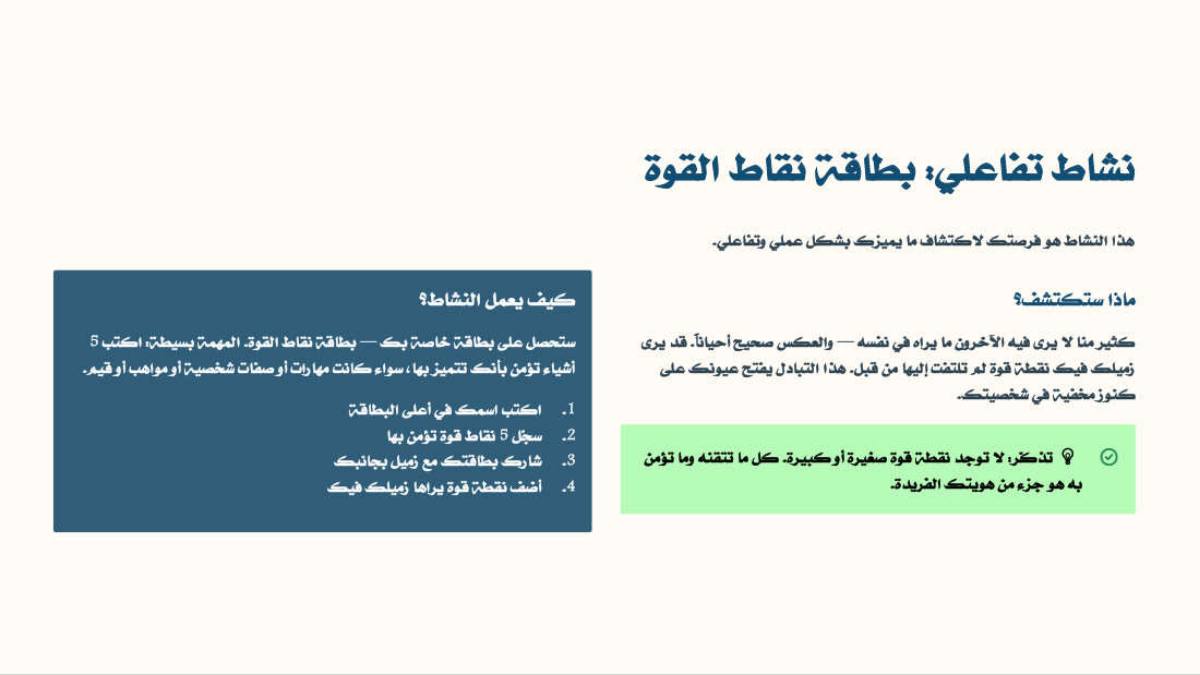 نشاط تفاعلي: بطاقة نقاط القوة
هذا النشاط هو فرصتك لاكتشاف ما يميزك بشكل عملي وتفاعلي.
ماذا ستكتشف؟
كثير منا لا يرى فيه الآخرون ما يراه في نفسه — والعكس صحيح أحياناً. قد يرى
زميلك فيك نقطة قوة لم تلتفت إليها من قبل. هذا التبادل يفتح عيونك على
كنوز مخفية في شخصيتك.
تذكّر: لا توجد نقطة قوة صغيرة أو كبيرة. كل ما تتقنه وما تؤمن
به هو جزء من هويتك الفريدة.
كيف يعمل النشاط؟
ستحصل على بطاقة خاصة بك — بطاقة نقاط القوة. المهمة بسيطة: اكتب 5
أشياء تؤمن بأنك تتميز بها، سواء كانت مهارات أو صفات شخصية أو مواهب أو قيم.
1. اكتب اسمك في أعلى البطاقة
2. سجّل 5 نقاط قوة تؤمن بها
3. شارك بطاقتك مع زميل بجانبك
4. أضف نقطة قوة يراها زميلك فيك